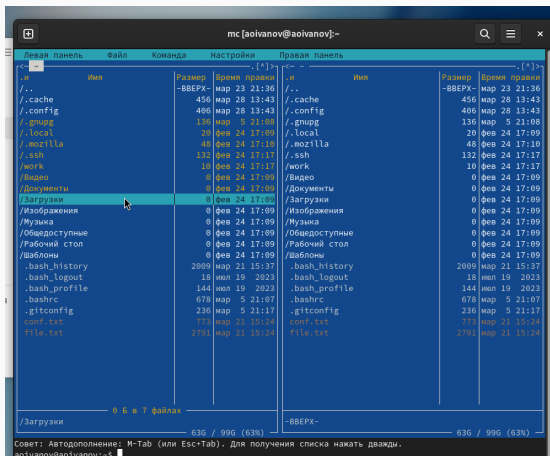 mc [aoivanov@aoivanov]:~
Левая панель Файл Команда Настройки Правая панель
<— ~ .[^]> <— ~ .[^]>
.и Имя Размер Время правки .и Имя Размер Время правки
/.. -ВВЕРХ- мар 23 21:36 /.. -ВВЕРХ- мар 23 21:36
/.cache 456 мар 28 13:43 /.cache 456 мар 28 13:43
/.config 406 мар 28 13:43 /.config 406 мар 28 13:43
/.gnupg 136 мар 5 21:08 /.gnupg 136 мар 5 21:08
/.local 20 фев 24 17:09 /.local 20 фев 24 17:09
/.mozilla 48 фев 24 17:10 /.mozilla 48 фев 24 17:10
/.ssh 132 фев 24 17:17 /.ssh 132 фев 24 17:17
/work 10 фев 24 17:17 /work 10 фев 24 17:17
/Видео 0 фев 24 17:09 /Видео 0 фев 24 17:09
/Документы 0 фев 24 17:09 /Документы 0 фев 24 17:09
/Загрузки 0 фев 24 17:09 /Загрузки 0 фев 24 17:09
/Изображения 0 фев 24 17:09 /Изображения 0 фев 24 17:09
/Музыка 0 фев 24 17:09 /Музыка 0 фев 24 17:09
/Общедоступные 0 фев 24 17:09 /Общедоступные 0 фев 24 17:09
/Рабочий стол 0 фев 24 17:09 /Рабочий стол 0 фев 24 17:09
/Шаблоны 0 фев 24 17:09 /Шаблоны 0 фев 24 17:09
.bash_history 2009 мар 21 15:37 .bash_history 2009 мар 21 15:37
.bash_logout 18 июл 19 2023 .bash_logout 18 июл 19 2023
.bash_profile 144 июл 19 2023 .bash_profile 144 июл 19 2023
.bashrc 678 мар 5 21:07 .bashrc 678 мар 5 21:07
.gitconfig 236 мар 5 21:17 .gitconfig 236 мар 5 21:17
conf.txt 773 мар 21 15:24 conf.txt 773 мар 21 15:24
file.txt 2791 мар 21 15:24 file.txt 2791 мар 21 15:24
0 Б в 7 файлах
/Загрузки -ВВЕРХ-
63G / 99G (63%) 63G / 99G (63%)
Совет: Автодополнение: M-Tab (или Esc+Tab). Для получения списка нажать дважды.
aoivanov@aoivanov:~$